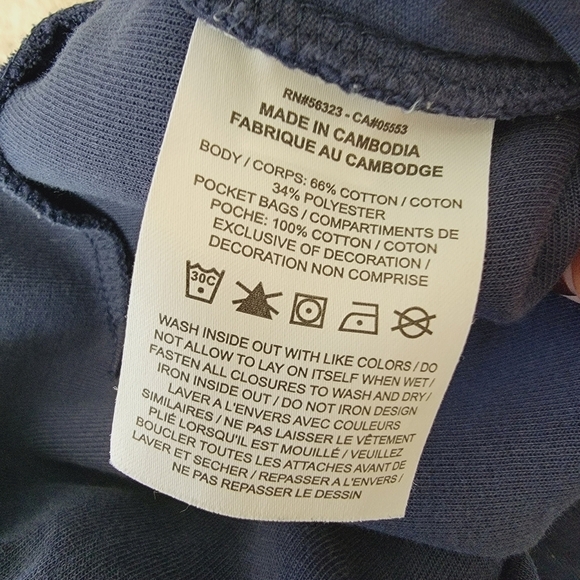 RN#56323 - CA#05553
MADE IN CAMBODIA
FABRIQUE AU CAMBODGE
BODY / CORPS: 66% COTTON / COTON
34% POLYESTER
POCKET BAGS / COMPARTIMENTS DE
POCHE: 100% COTTON / COTON
EXCLUSIVE OF DECORATION /
DECORATION NON COMPRISE
30C
WASH INSIDE OUT WITH LIKE COLORS / DO
NOT ALLOW TO LAY ON ITSELF WHEN WET /
FASTEN ALL CLOSURES TO WASH AND DRY /
IRON INSIDE OUT / DO NOT IRON DESIGN
LAVER A L'ENVERS AVEC COULEURS
SIMILAIRES / NE PAS LAISSER LE VÊTEMENT
PLIÉ LORSQU'IL EST MOUILLÉ / VEUILLEZ
BOUCLER TOUTES LES ATTACHES AVANT DE
LAVER ET SECHER / REPASSER A L'ENVERS /
NE PAS REPASSER LE DESSIN